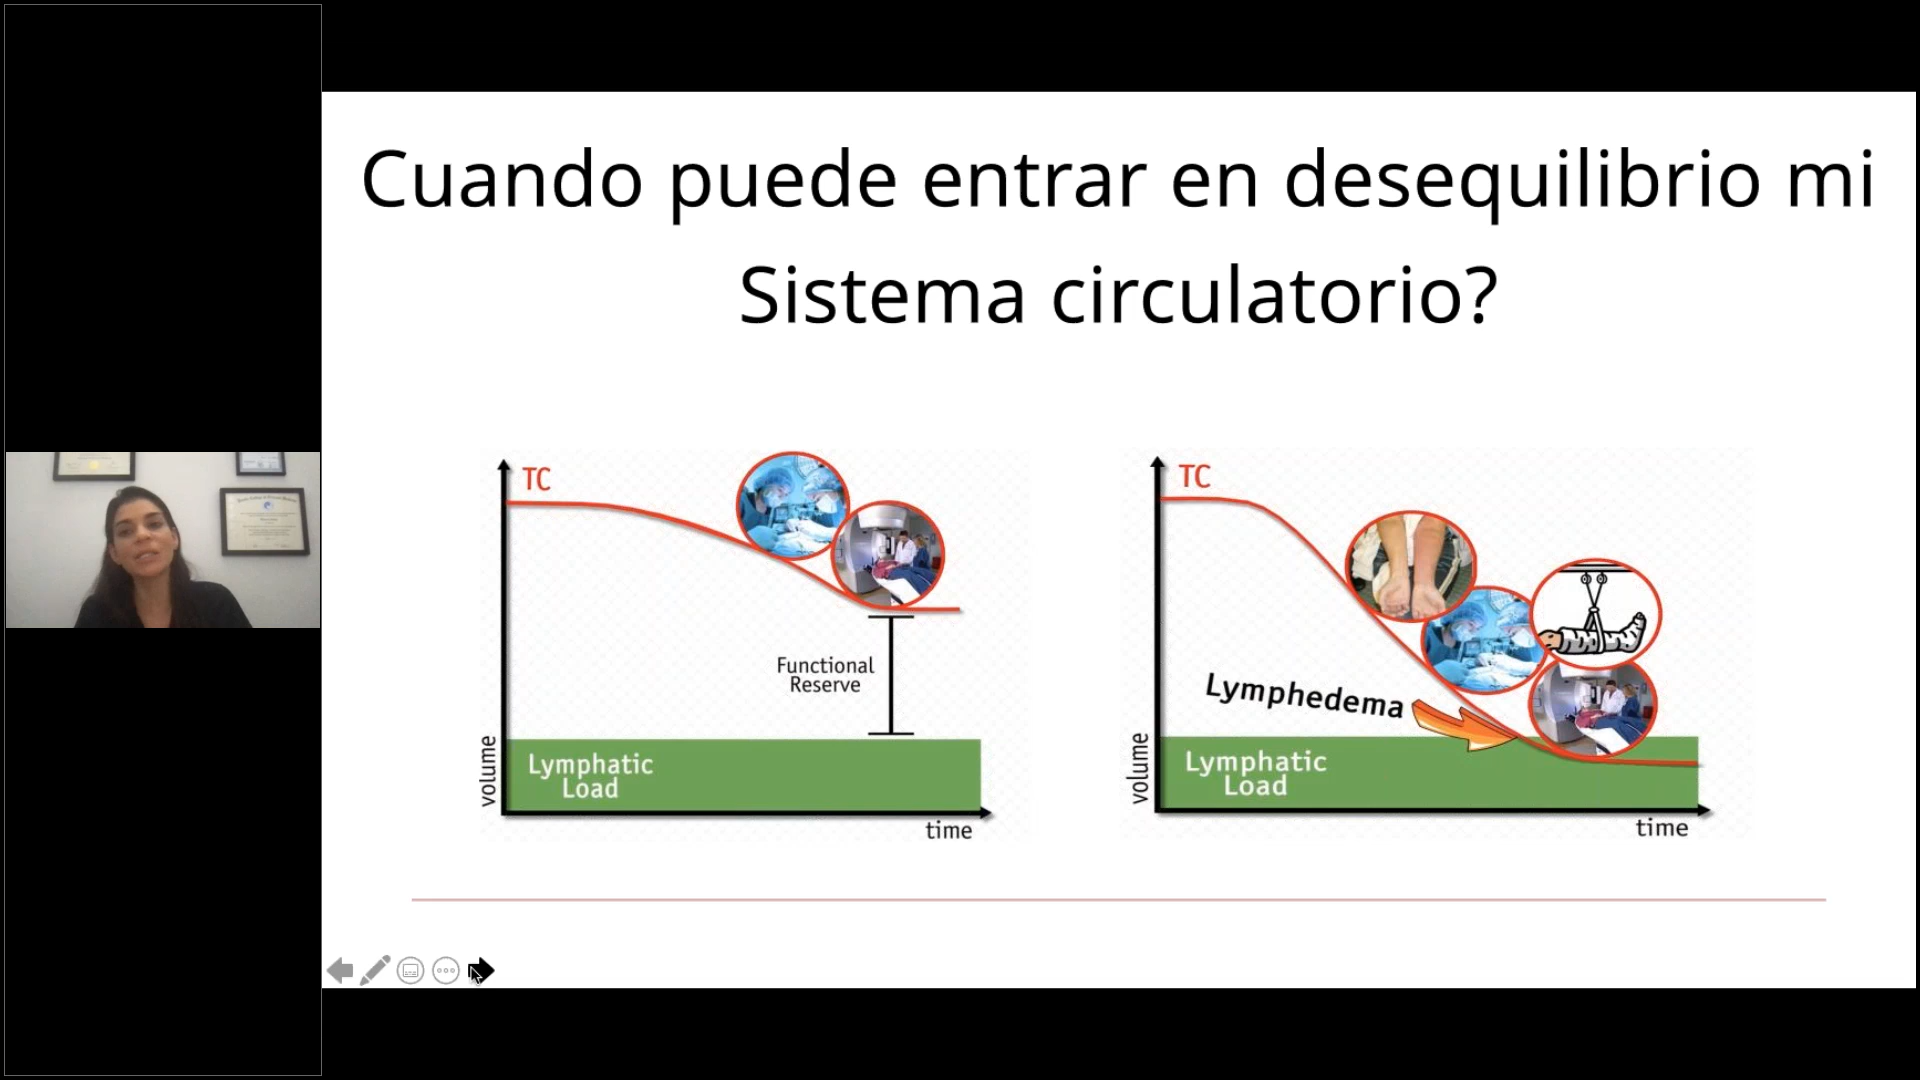 Cuando puede entrar en desequilibrio mi
Sistema circulatorio?
TC
Functional
Reserve
Lymphatic
Load
volume
time
TC
Lymphedema
Lymphatic
Load
volume
time